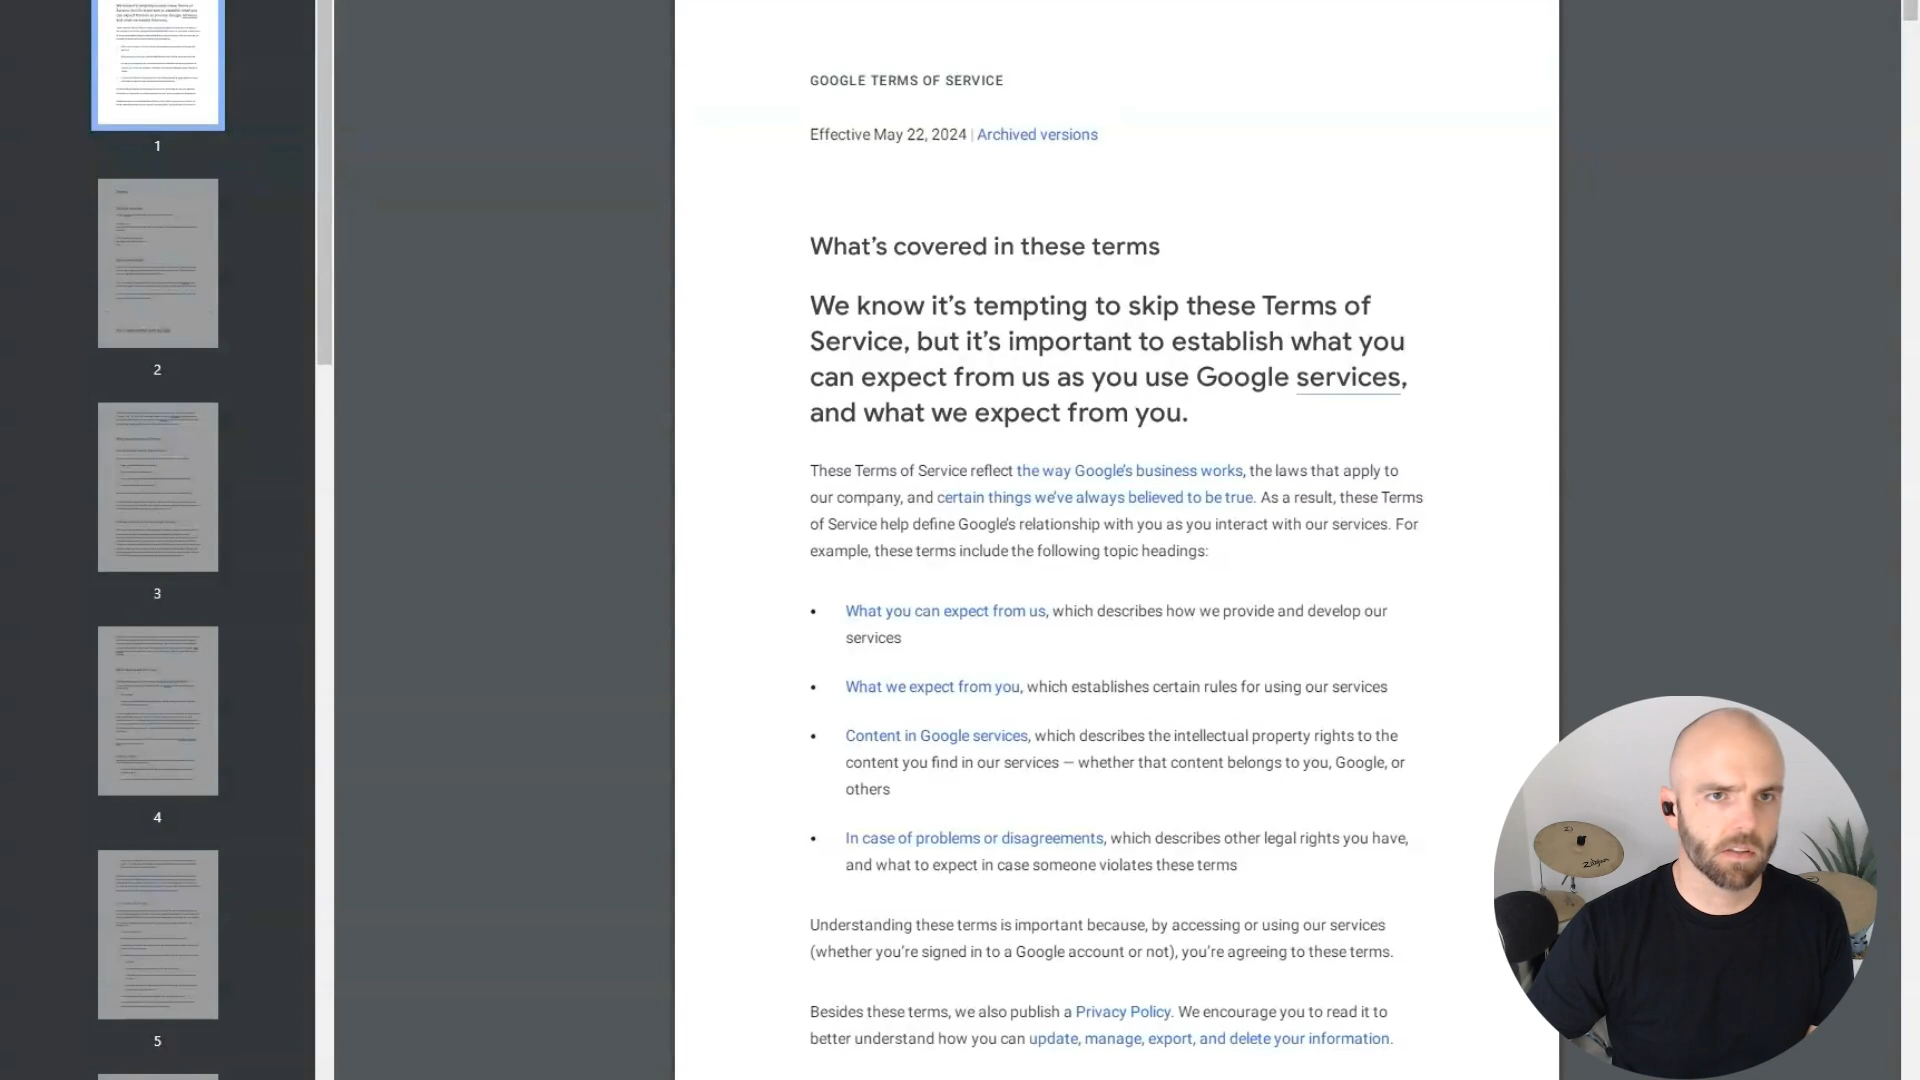 GOOGLE TERMS OF SERVICE
Effective May 22, 2024 | Archived versions
What’s covered in these terms
We know it’s tempting to skip these Terms of
Service, but it’s important to establish what you
can expect from us as you use Google services,
and what we expect from you.
These Terms of Service reflect the way Google’s business works, the laws that apply to
our company, and certain things we’ve always believed to be true. As a result, these Terms
of Service help define Google’s relationship with you as you interact with our services. For
example, these terms include the following topic headings:
• What you can expect from us, which describes how we provide and develop our
services
• What we expect from you, which establishes certain rules for using our services
• Content in Google services, which describes the intellectual property rights to the
content you find in our services — whether that content belongs to you, Google, or
others
• In case of problems or disagreements, which describes other legal rights you have,
and what to expect in case someone violates these terms
Understanding these terms is important because, by accessing or using our services
(whether you’re signed in to a Google account or not), you’re agreeing to these terms.
Besides these terms, we also publish a Privacy Policy. We encourage you to read it to
better understand how you can update, manage, export, and delete your information.
1
2
3
4
5
Zildjian